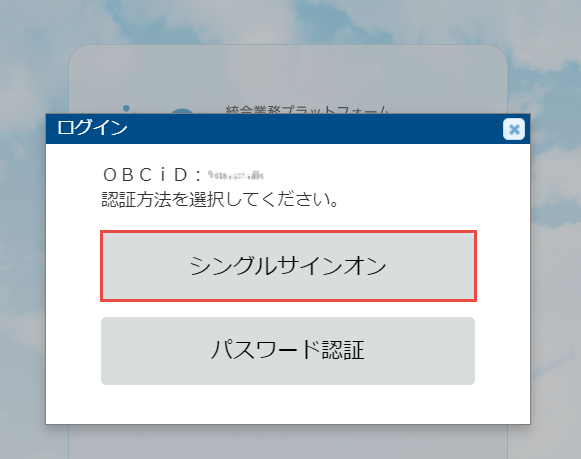 統合業務プラットフォーム
ログイン
ＯＢＣｉＤ：
認証方法を選択してください。
シングルサインオン
パスワード認証